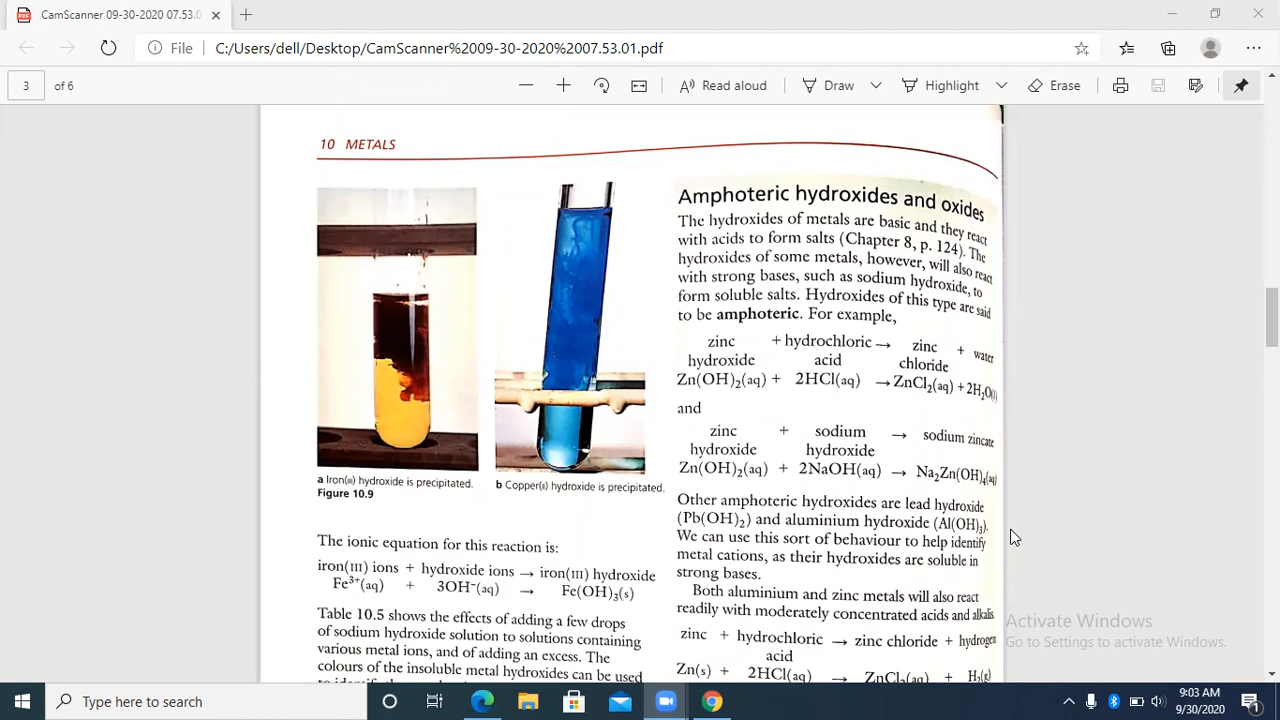 CamScanner 09-30-2020 07.53.0
File
C:/Users/dell/Desktop/CamScanner%2009-30-2020%2007.53.01.pdf
3 of 6
Read aloud
Draw
Highlight
Erase
10 METALS
a Iron(III) hydroxide is precipitated.
Figure 10.9
b Copper(II) hydroxide is precipitated.
The ionic equation for this reaction is:
iron(III) ions + hydroxide ions → iron(III) hydroxide
Fe³⁺(aq) + 3OH⁻(aq) → Fe(OH)₃(s)
Table 10.5 shows the effects of adding a few drops
of sodium hydroxide solution to solutions containing
various metal ions, and of adding an excess. The
colours of the insoluble metal hydroxides can be used
Amphoteric hydroxides and oxides
The hydroxides of metals are basic and they react
with acids to form salts (Chapter 8, p. 124). The
hydroxides of some metals, however, will also react
with strong bases, such as sodium hydroxide, to
form soluble salts. Hydroxides of this type are said
to be amphoteric. For example,
zinc + hydrochloric → zinc + water
hydroxide acid chloride
Zn(OH)₂(aq) + 2HCl(aq) → ZnCl₂(aq) + 2H₂O(l)
and
zinc + sodium → sodium zincate
hydroxide hydroxide
Zn(OH)₂(aq) + 2NaOH(aq) → Na₂Zn(OH)₄(aq)
Other amphoteric hydroxides are lead hydroxide
(Pb(OH)₂) and aluminium hydroxide (Al(OH)₃).
We can use this sort of behaviour to help identify
metal cations, as their hydroxides are soluble in
strong bases.
Both aluminium and zinc metals will also react
readily with moderately concentrated acids and alkalis.
zinc + hydrochloric → zinc chloride + hydrogen
acid
Zn(s) + 2HCl(aq) → ZnCl₂(aq) + H₂(g)
Activate Windows
Go to Settings to activate Windows.
Type here to search
9:03 AM
9/30/2020